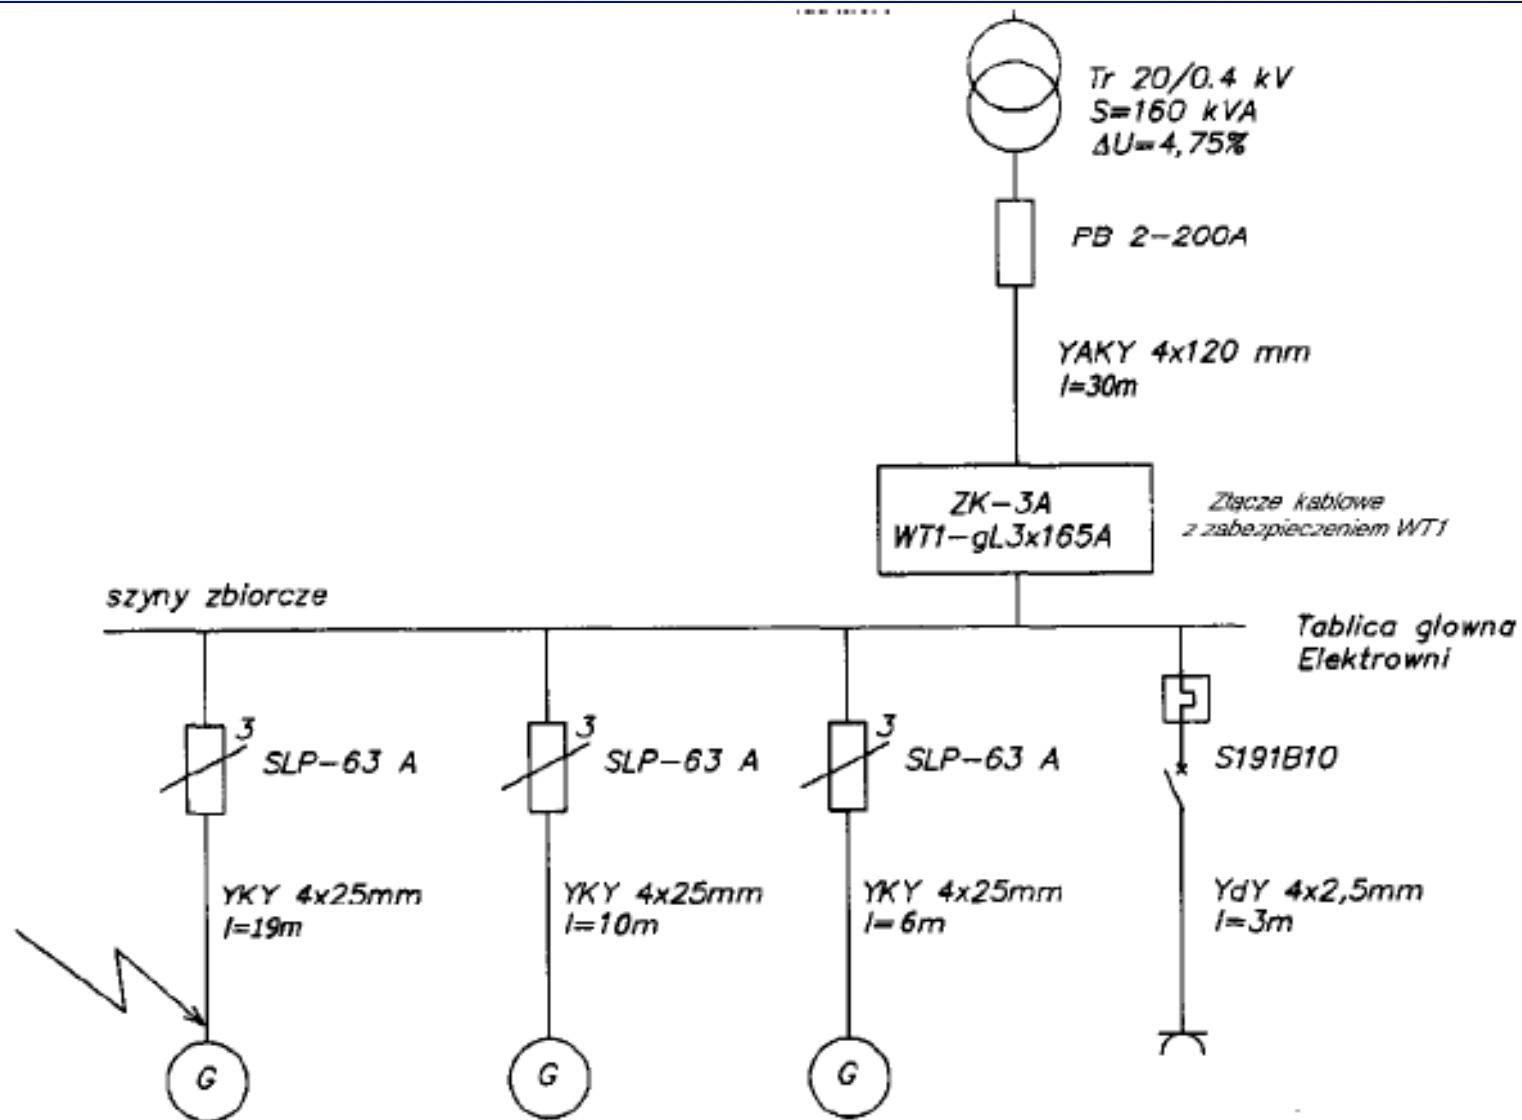 Tr 20/0.4 kV
S=160 kVA
ΔU=4,75%
PB 2-200A
YAKY 4x120 mm
l=30m
ZK-3A
WT1-gL3x165A
Złącze kablowe
z zabezpieczeniem WT1
szyny zbiorcze
Tablica glowna
Elektrowni
3
SLP-63 A
3
SLP-63 A
3
SLP-63 A
S191B10
YKY 4x25mm
l=19m
YKY 4x25mm
l=10m
YKY 4x25mm
l=6m
YdY 4x2,5mm
l=3m
G
G
G